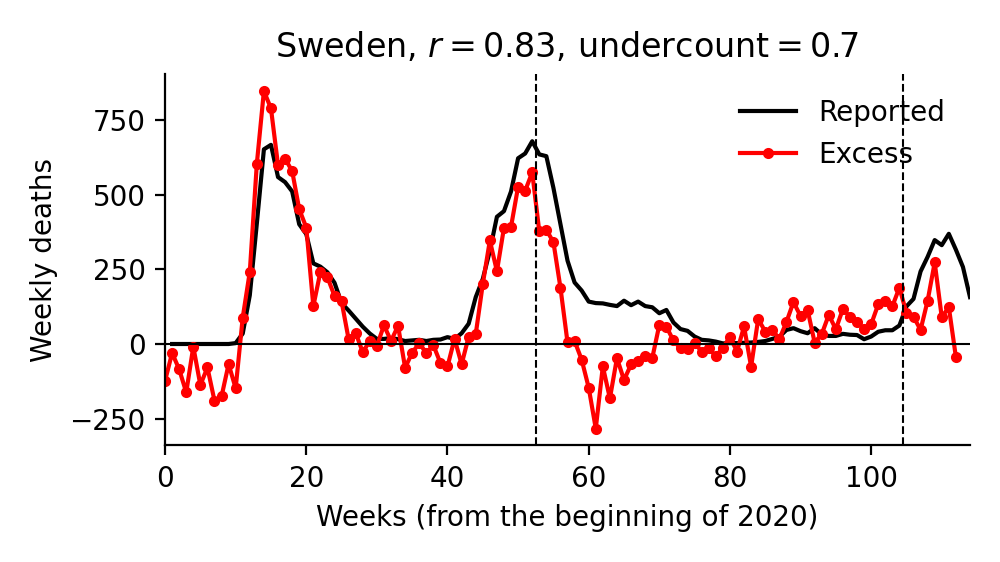 Sweden, r = 0.83, undercount = 0.7
Weekly deaths
750
500
250
0
−250
Reported
Excess
0 20 40 60 80 100
Weeks (from the beginning of 2020)